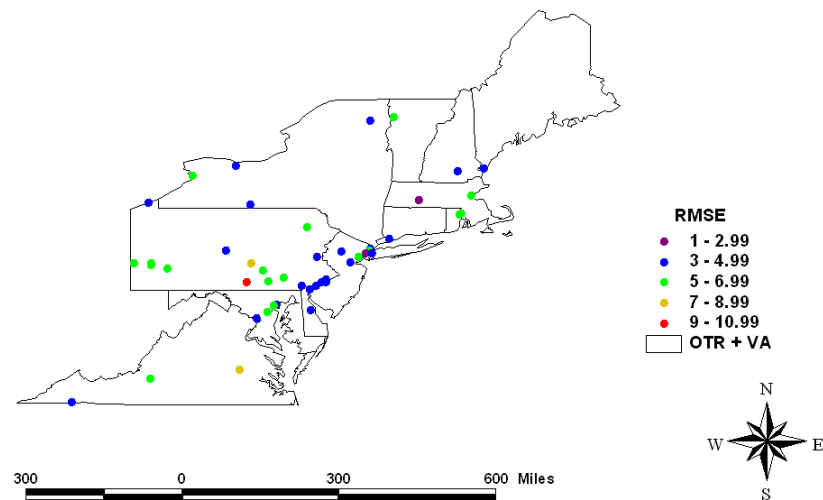 RMSE
1 - 2.99
3 - 4.99
5 - 6.99
7 - 8.99
9 - 10.99
OTR + VA
N
W E
S
300 0 300 600 Miles